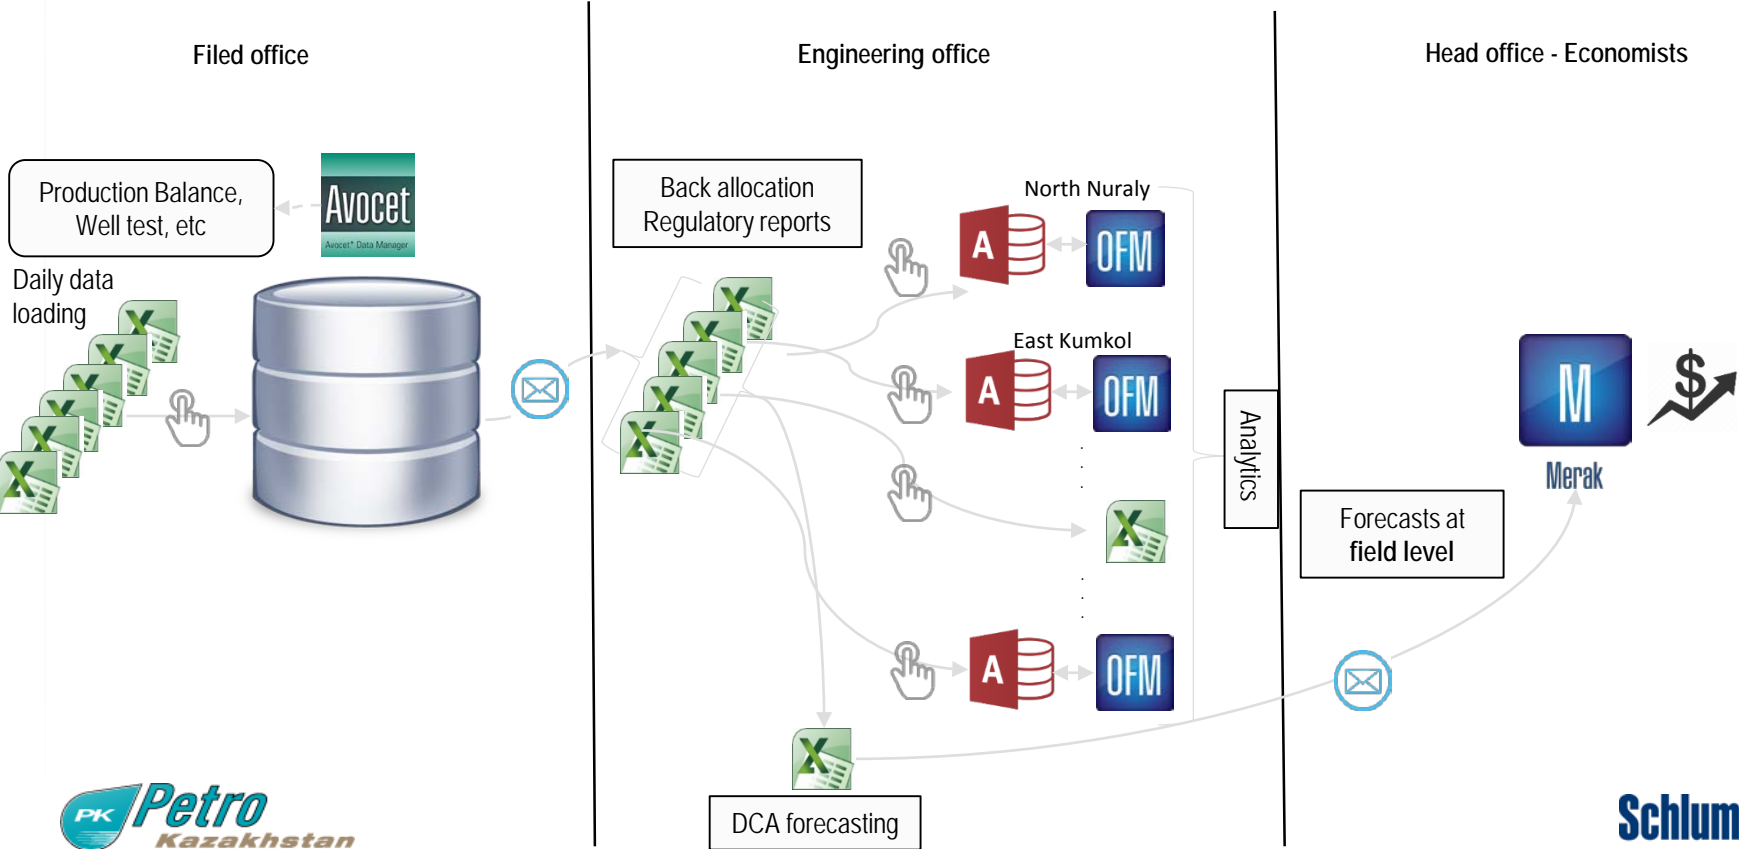 Filed office
Engineering office
Head office - Economists
Production Balance,
Well test, etc
Avocet
Avocet* Data Manager
Daily data
loading
Back allocation
Regulatory reports
North Nuraly
A
OFM
East Kumkol
A
OFM
Analytics
A
OFM
DCA forecasting
M
Merak
$
Forecasts at
field level
PK Petro
Kazakhstan
Schlum